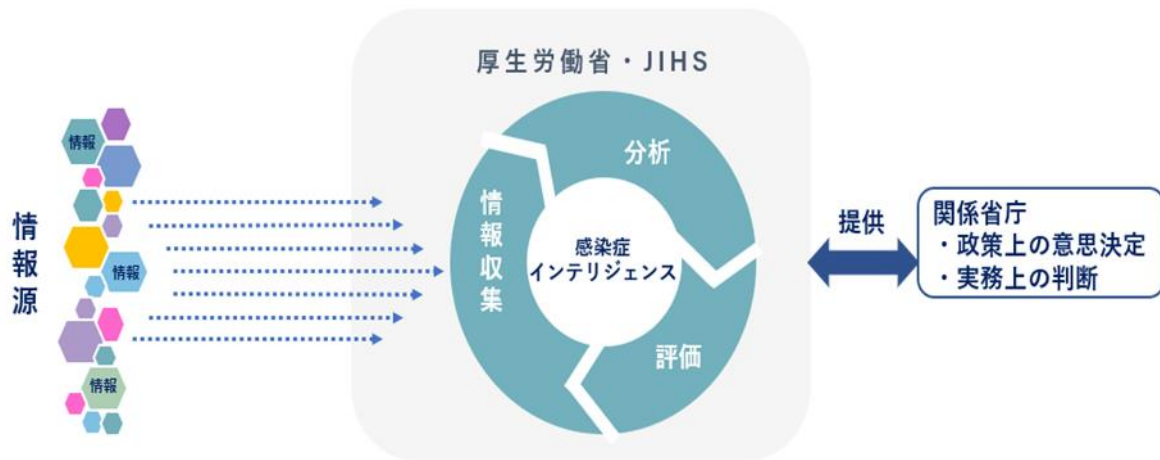 厚生労働省・JIHS
情報
情報
情報
情報源
情報収集
分析
評価
感染症
インテリジェンス
提供
関係省庁
・政策上の意思決定
・実務上の判断